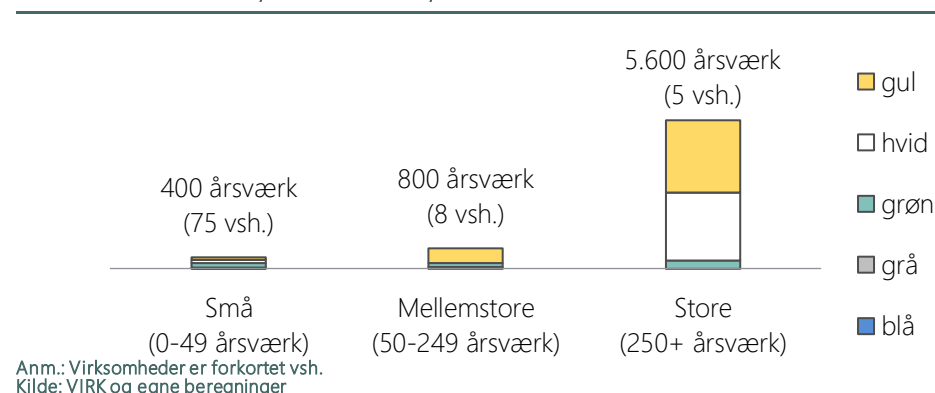 5.600 årsværk
(5 vsh.)
800 årsværk
(8 vsh.)
400 årsværk
(75 vsh.)
gul
hvid
grøn
grå
blå
Små
(0-49 årsværk)
Mellemstore
(50-249 årsværk)
Store
(250+ årsværk)
Anm.: Virksomheder er forkortet vsh.
Kilde: VIRK og egne beregninger